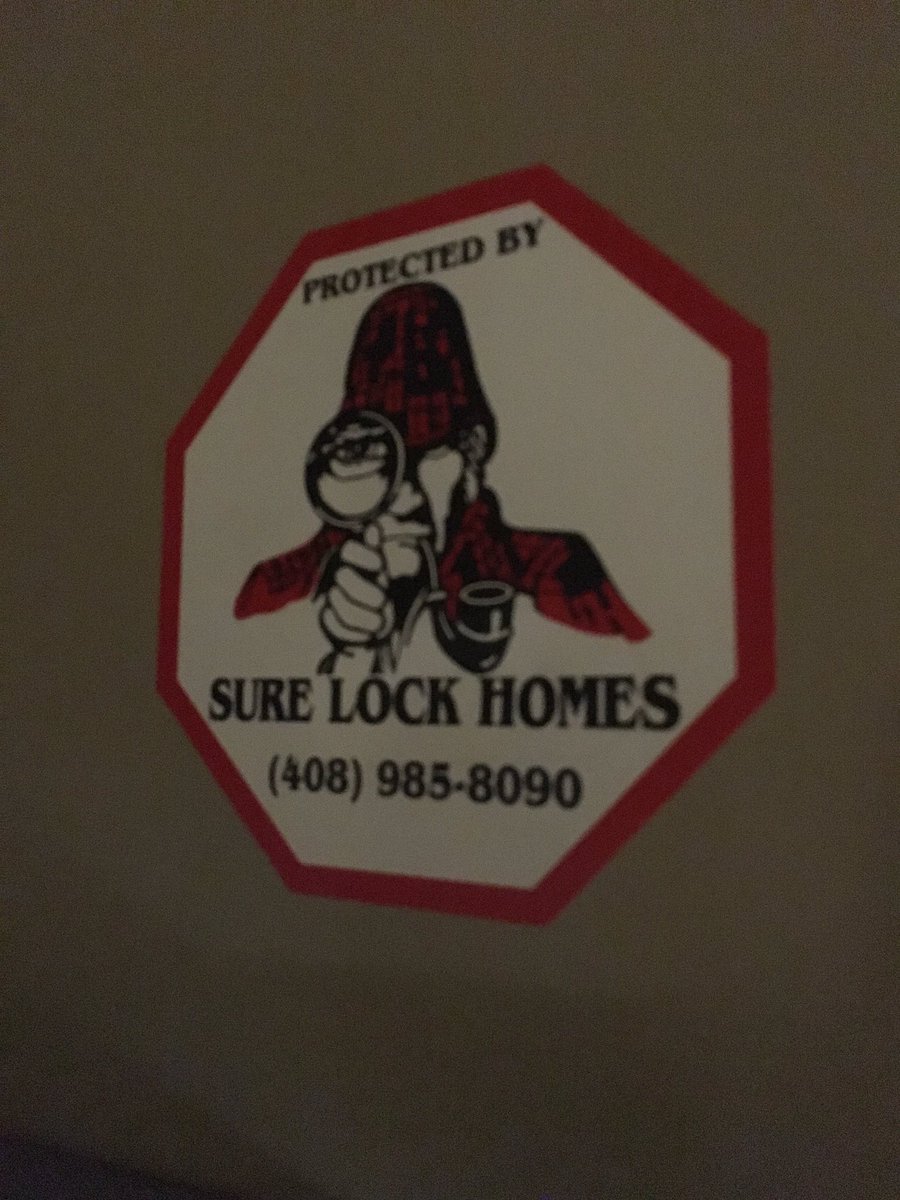 PROTECTED BY
SURE LOCK HOMES
(408) 985-8090